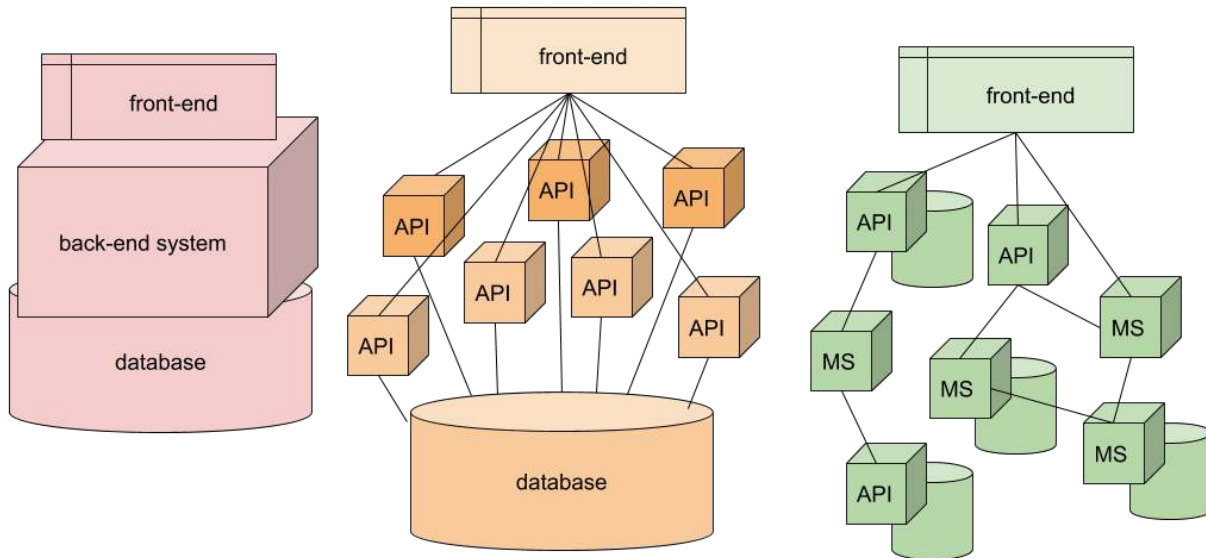 front-end
back-end system
database
front-end
API
API
API
API
API
API
API
database
front-end
API
API
MS
MS
MS
MS
API